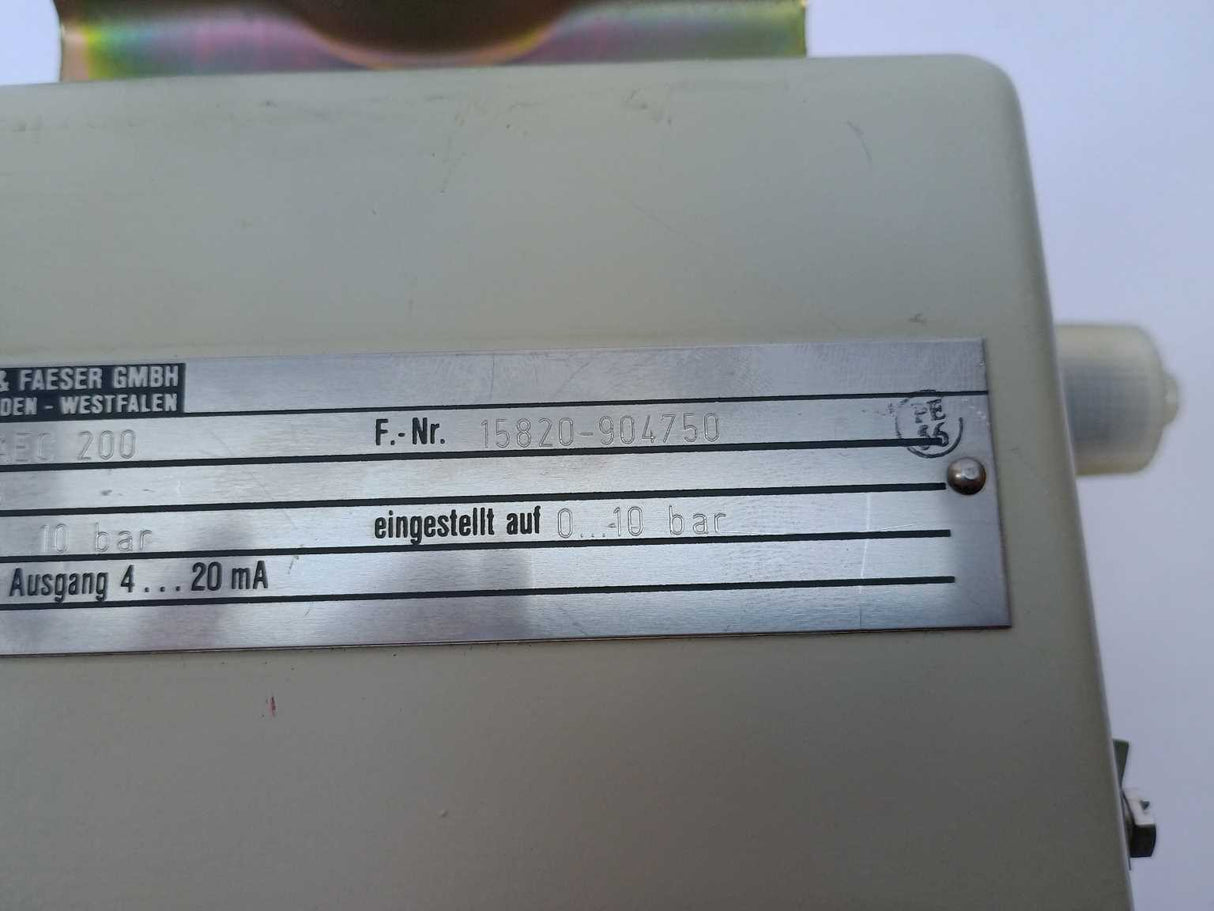 & FAESER GMBH
DEN - WESTFALEN
200 F.-Nr. 15820-904750
10 bar eingestellt auf 0...10 bar
Ausgang 4 ... 20 mA